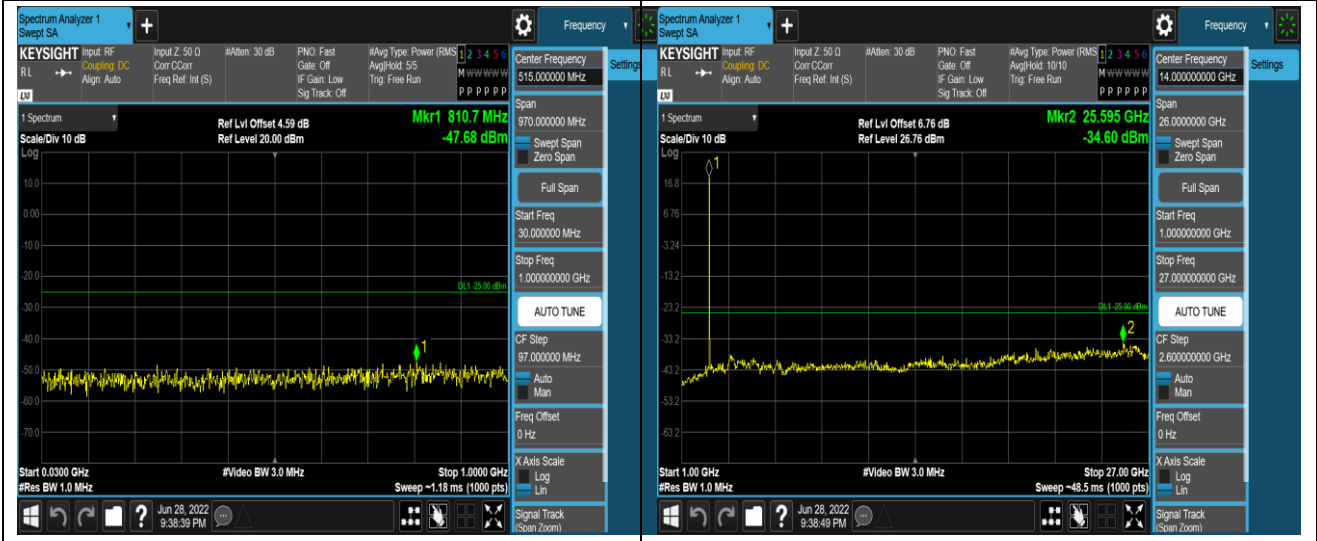 Spectrum Analyzer 1
Swept SA
+
Frequency
KEYSIGHT
RL
LXI
Input: RF
Coupling: DC
Align: Auto
Input Z: 50 Ω
Corr CCorr
Freq Ref: Int (S)
#Atten: 30 dB
PNO: Fast
Gate: Off
IF Gain: Low
Sig Track: Off
#Avg Type: Power (RMS
Avg|Hold: 5/5
Trig: Free Run
1 2 3 4 5 6
M W W W W W
P P P P P P
1 Spectrum
Scale/Div 10 dB
Log
Ref Lvl Offset 4.59 dB
Ref Level 20.00 dBm
Mkr1 810.7 MHz
-47.68 dBm
10.0
0.00
-10.0
-20.0
DL1 -25.00 dBm
-30.0
-40.0
1
-50.0
-60.0
-70.0
Start 0.0300 GHz
#Res BW 1.0 MHz
#Video BW 3.0 MHz
Stop 1.0000 GHz
Sweep ~1.18 ms (1000 pts)
?
Jun 28, 2022
9:38:39 PM
Center Frequency
515.000000 MHz
Settings
Span
970.000000 MHz
Swept Span
Zero Span
Full Span
Start Freq
30.000000 MHz
Stop Freq
1.000000000 GHz
AUTO TUNE
CF Step
97.000000 MHz
Auto
Man
Freq Offset
0 Hz
X Axis Scale
Log
Lin
Signal Track
(Span Zoom)
Spectrum Analyzer 1
Swept SA
+
Frequency
KEYSIGHT
RL
LXI
Input: RF
Coupling: DC
Align: Auto
Input Z: 50 Ω
Corr CCorr
Freq Ref: Int (S)
#Atten: 30 dB
PNO: Fast
Gate: Off
IF Gain: Low
Sig Track: Off
#Avg Type: Power (RMS
Avg|Hold: 10/10
Trig: Free Run
1 2 3 4 5 6
M W W W W W
P P P P P P
1 Spectrum
Scale/Div 10 dB
Log
Ref Lvl Offset 6.76 dB
Ref Level 26.76 dBm
Mkr2 25.595 GHz
-34.60 dBm
1
16.8
6.76
-3.24
-13.2
-23.2
DL1 -25.00 dBm
2
-33.2
-43.2
-53.2
-63.2
Start 1.00 GHz
#Res BW 1.0 MHz
#Video BW 3.0 MHz
Stop 27.00 GHz
Sweep ~48.5 ms (1000 pts)
?
Jun 28, 2022
9:38:49 PM
Center Frequency
14.000000000 GHz
Settings
Span
26.0000000 GHz
Swept Span
Zero Span
Full Span
Start Freq
1.000000000 GHz
Stop Freq
27.000000000 GHz
AUTO TUNE
CF Step
2.600000000 GHz
Auto
Man
Freq Offset
0 Hz
X Axis Scale
Log
Lin
Signal Track
(Span Zoom)